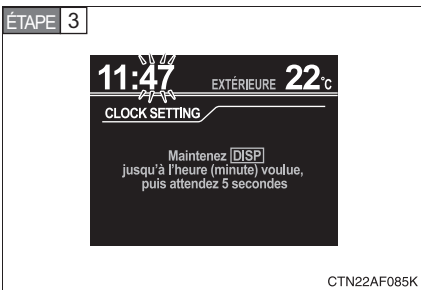 ÉTAPE 3
11:47 EXTÉRIEURE 22°C
CLOCK SETTING
Maintenez DISP
jusqu'à l'heure (minute) voulue,
puis attendez 5 secondes
CTN22AF085K